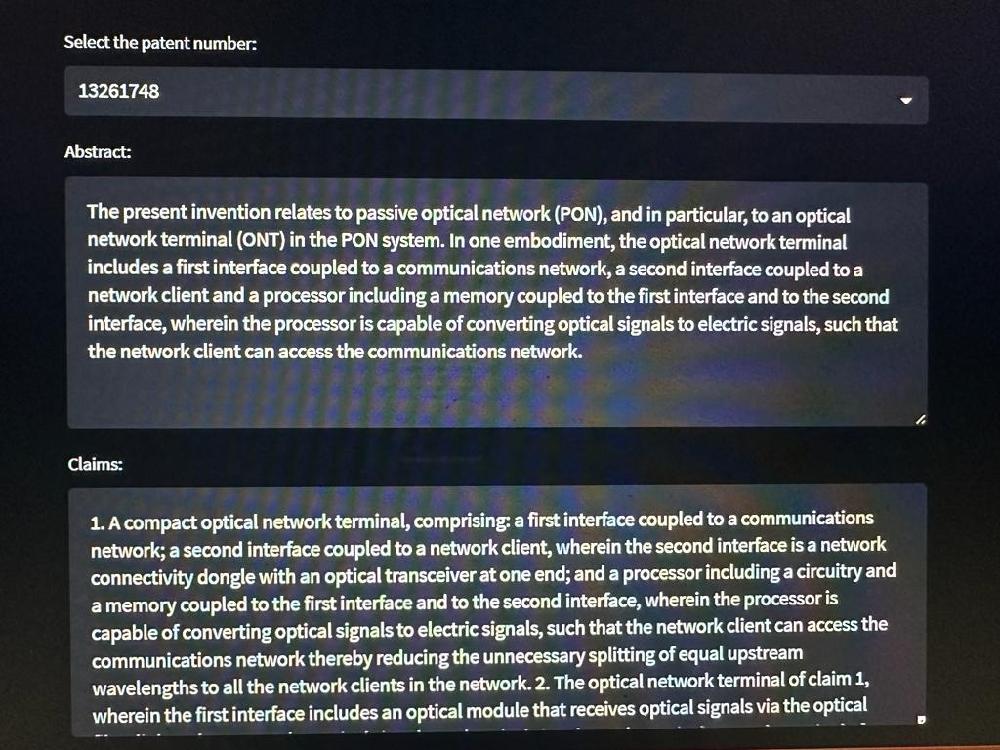 Select the patent number:
13261748
Abstract:
The present invention relates to passive optical network (PON), and in particular, to an optical
network terminal (ONT) in the PON system. In one embodiment, the optical network terminal
includes a first interface coupled to a communications network, a second interface coupled to a
network client and a processor including a memory coupled to the first interface and to the second
interface, wherein the processor is capable of converting optical signals to electric signals, such that
the network client can access the communications network.
Claims:
1. A compact optical network terminal, comprising: a first interface coupled to a communications
network; a second interface coupled to a network client, wherein the second interface is a network
connectivity dongle with an optical transceiver at one end; and a processor including a circuitry and
a memory coupled to the first interface and to the second interface, wherein the processor is
capable of converting optical signals to electric signals, such that the network client can access the
communications network thereby reducing the unnecessary splitting of equal upstream
wavelengths to all the network clients in the network. 2. The optical network terminal of claim 1,
wherein the first interface includes an optical module that receives optical signals via the optical